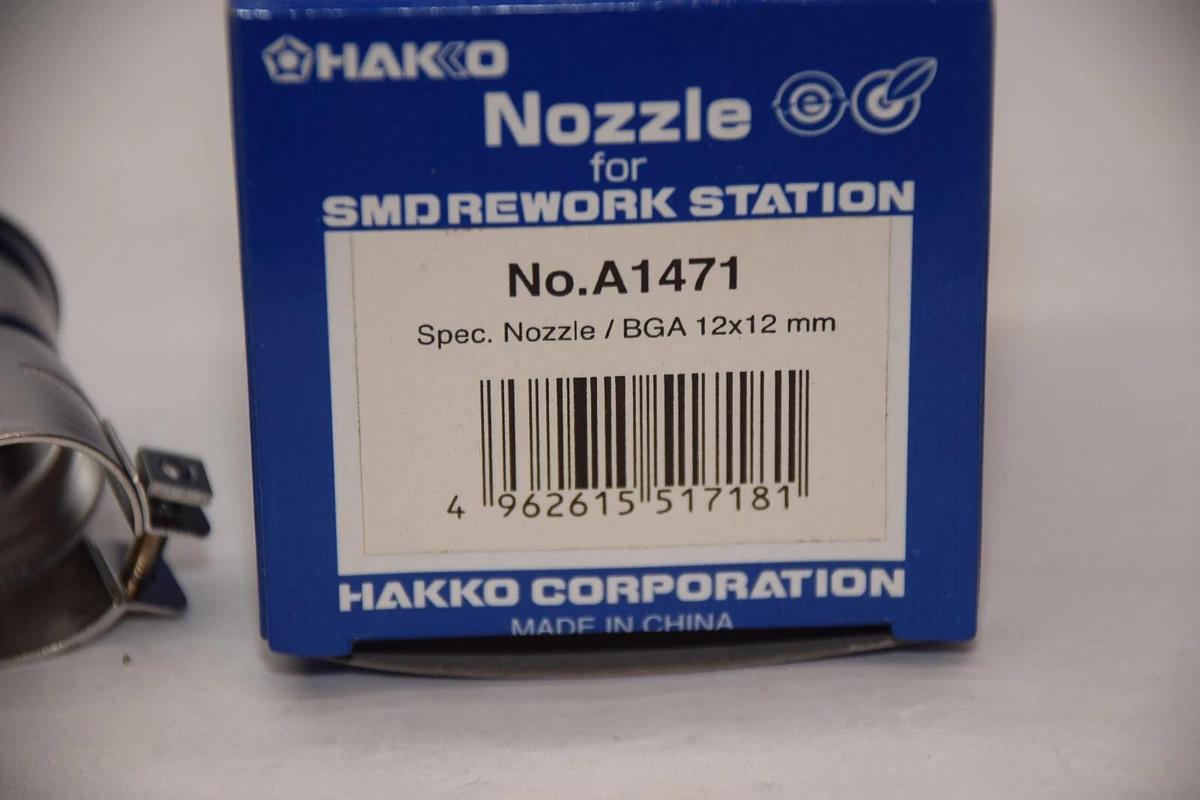 HAKKO
Nozzle
for
SMD REWORK STATION
No.A1471
Spec. Nozzle / BGA 12x12 mm
4 962615 517181
HAKKO CORPORATION
MADE IN CHINA